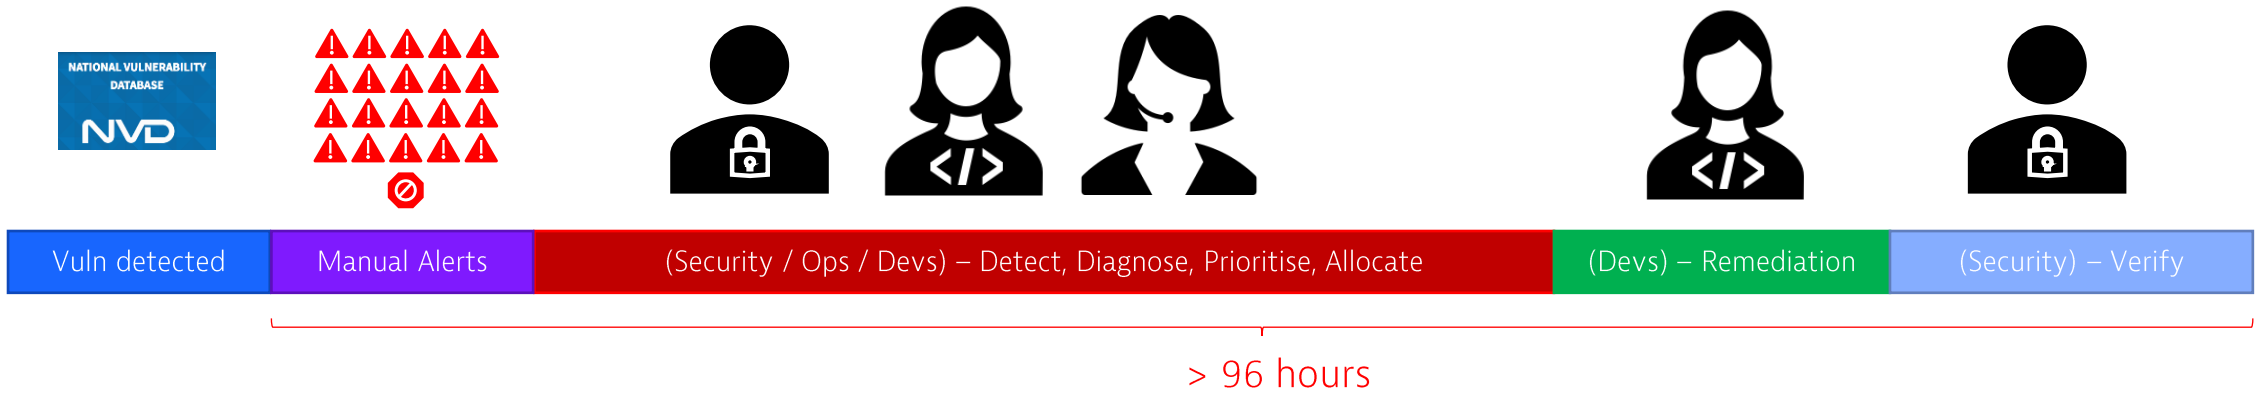 NATIONAL VULNERABILITY
DATABASE
NVD
</>
</>
Vuln detected
Manual Alerts
(Security / Ops / Devs) – Detect, Diagnose, Prioritise, Allocate
(Devs) – Remediation
(Security) – Verify
> 96 hours